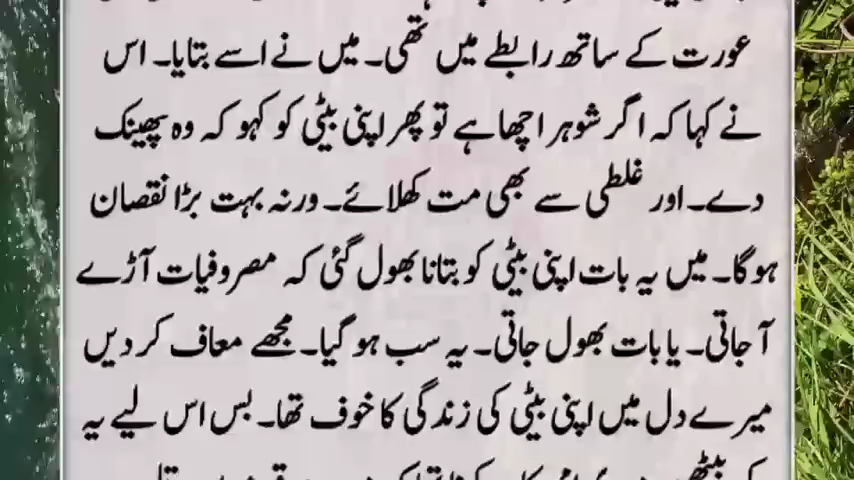 عورت کے ساتھ رابطے میں تھی۔ میں نے اسے بتایا۔ اس
نے کہا کہ اگر شوہر اچھا ہے تو پھر اپنی بیٹی کو کہو کہ وہ پھینک
دے۔ اور غلطی سے بھی مت کھلائے۔ ورنہ بہت بڑا نقصان
ہوگا۔ میں یہ بات اپنی بیٹی کو بتانا بھول گئی کہ مصروفیات آڑے
آ جاتی۔ یا بات بھول جاتی۔ یہ سب ہو گیا۔ مجھے معاف کر دیں
میرے دل میں اپنی بیٹی کی زندگی کا خوف تھا۔ بس اس لیے یہ